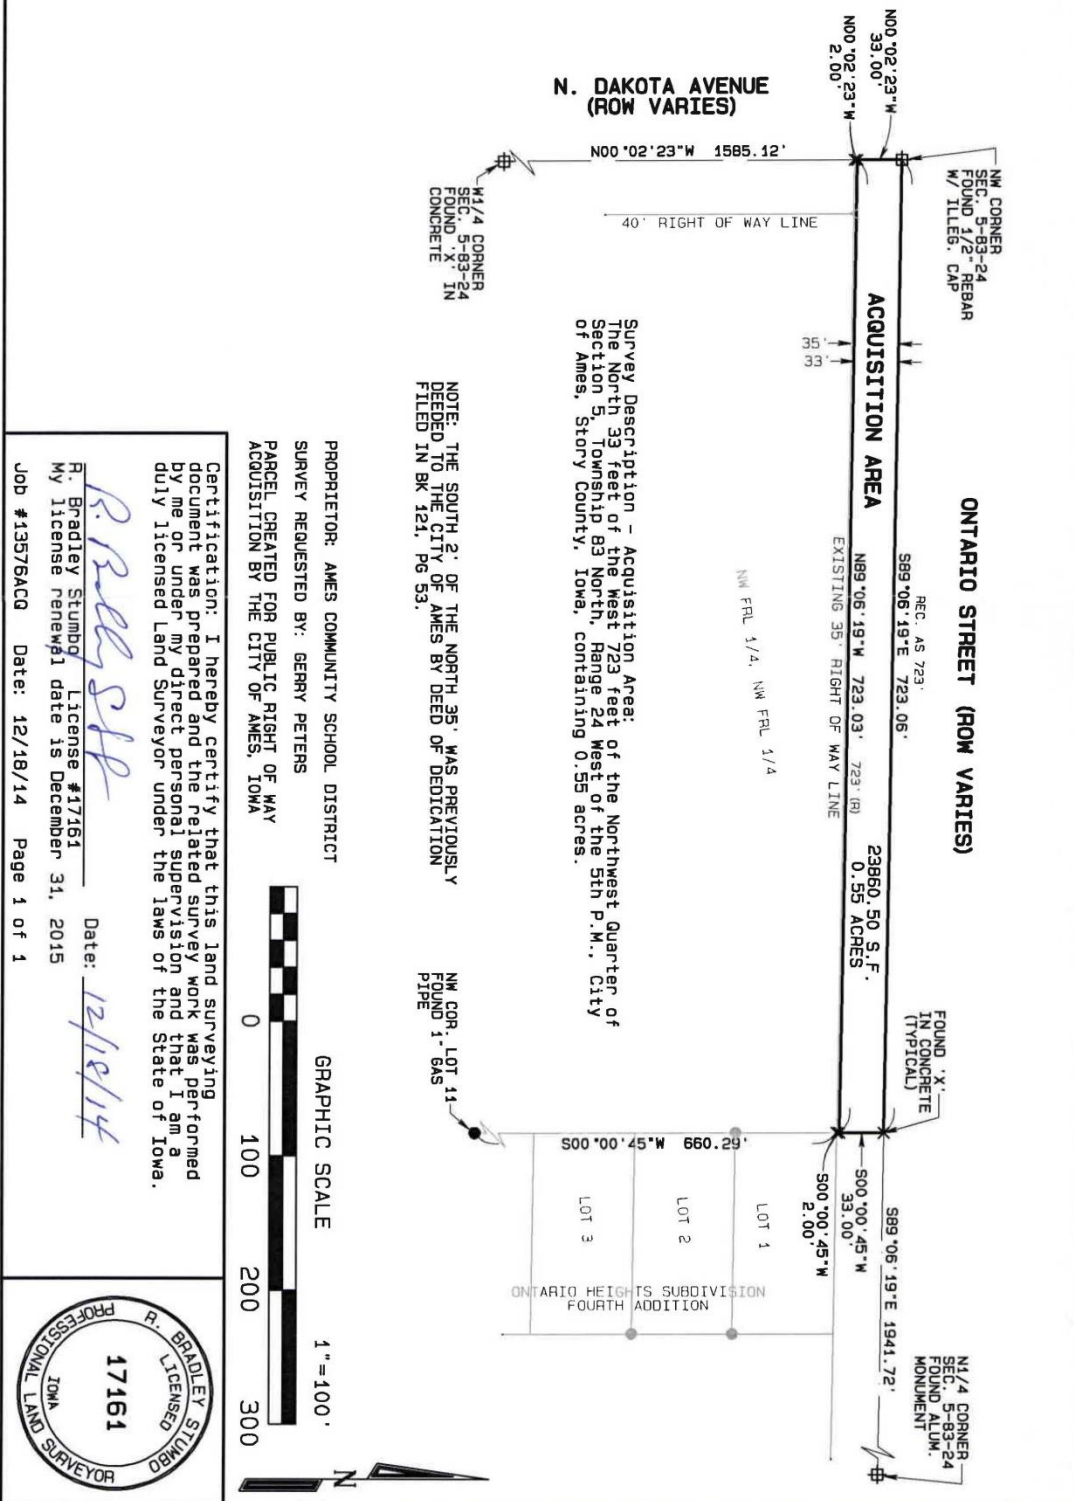 ONTARIO STREET (ROW VARIES)
N00°02'23"W
33.00'
N00°02'23"W
2.00'
NW CORNER
SEC. 5-83-24
FOUND 1/2" REBAR
W/ ILLEG. CAP
REC. AS 723'
S89°06'19"E 723.06'
FOUND 'X'
IN CONCRETE
(TYPICAL)
S89°06'19"E 1941.72'
N1/4 CORNER
SEC. 5-83-24
FOUND ALUM.
MONUMENT
ACQUISITION AREA
35'
33'
N89°06'19"W 723.03' 723'(R)
EXISTING 35' RIGHT OF WAY LINE
23860.50 S.F.
0.55 ACRES
S00°00'45"W
33.00'
S00°00'45"W
2.00'
N. DAKOTA AVENUE
(ROW VARIES)
N00°02'23"W 1585.12'
40' RIGHT OF WAY LINE
NW FRL 1/4, NW FRL 1/4
S00°00'45"W 660.29'
LOT 1
LOT 2
LOT 3
ONTARIO HEIGHTS SUBDIVISION
FOURTH ADDITION
Survey Description - Acquisition Area:
The North 33 feet of the West 723 feet of the Northwest Quarter of
Section 5, Township 83 North, Range 24 West of the 5th P.M., City
of Ames, Story County, Iowa, containing 0.55 acres.
W1/4 CORNER
SEC. 5-83-24
FOUND 'X' IN
CONCRETE
NOTE: THE SOUTH 2' OF THE NORTH 35' WAS PREVIOUSLY
DEEDED TO THE CITY OF AMES BY DEED OF DEDICATION
FILED IN BK 121, PG 53.
NW COR. LOT 11
FOUND 1" GAS
PIPE
PROPRIETOR: AMES COMMUNITY SCHOOL DISTRICT
SURVEY REQUESTED BY: GERRY PETERS
PARCEL CREATED FOR PUBLIC RIGHT OF WAY
ACQUISITION BY THE CITY OF AMES, IOWA
GRAPHIC SCALE 1"=100'
0 100 200 300
N
Certification: I hereby certify that this land surveying
document was prepared and the related survey work was performed
by me or under my direct personal supervision and that I am a
duly licensed Land Surveyor under the laws of the State of Iowa.
R. Bradley Stumbo Date: 12/18/14
R. Bradley Stumbo License #17161
My license renewal date is December 31, 2015
Job #13576ACQ Date: 12/18/14 Page 1 of 1
R. BRADLEY STUMBO
LICENSED
17161
IOWA
PROFESSIONAL LAND SURVEYOR